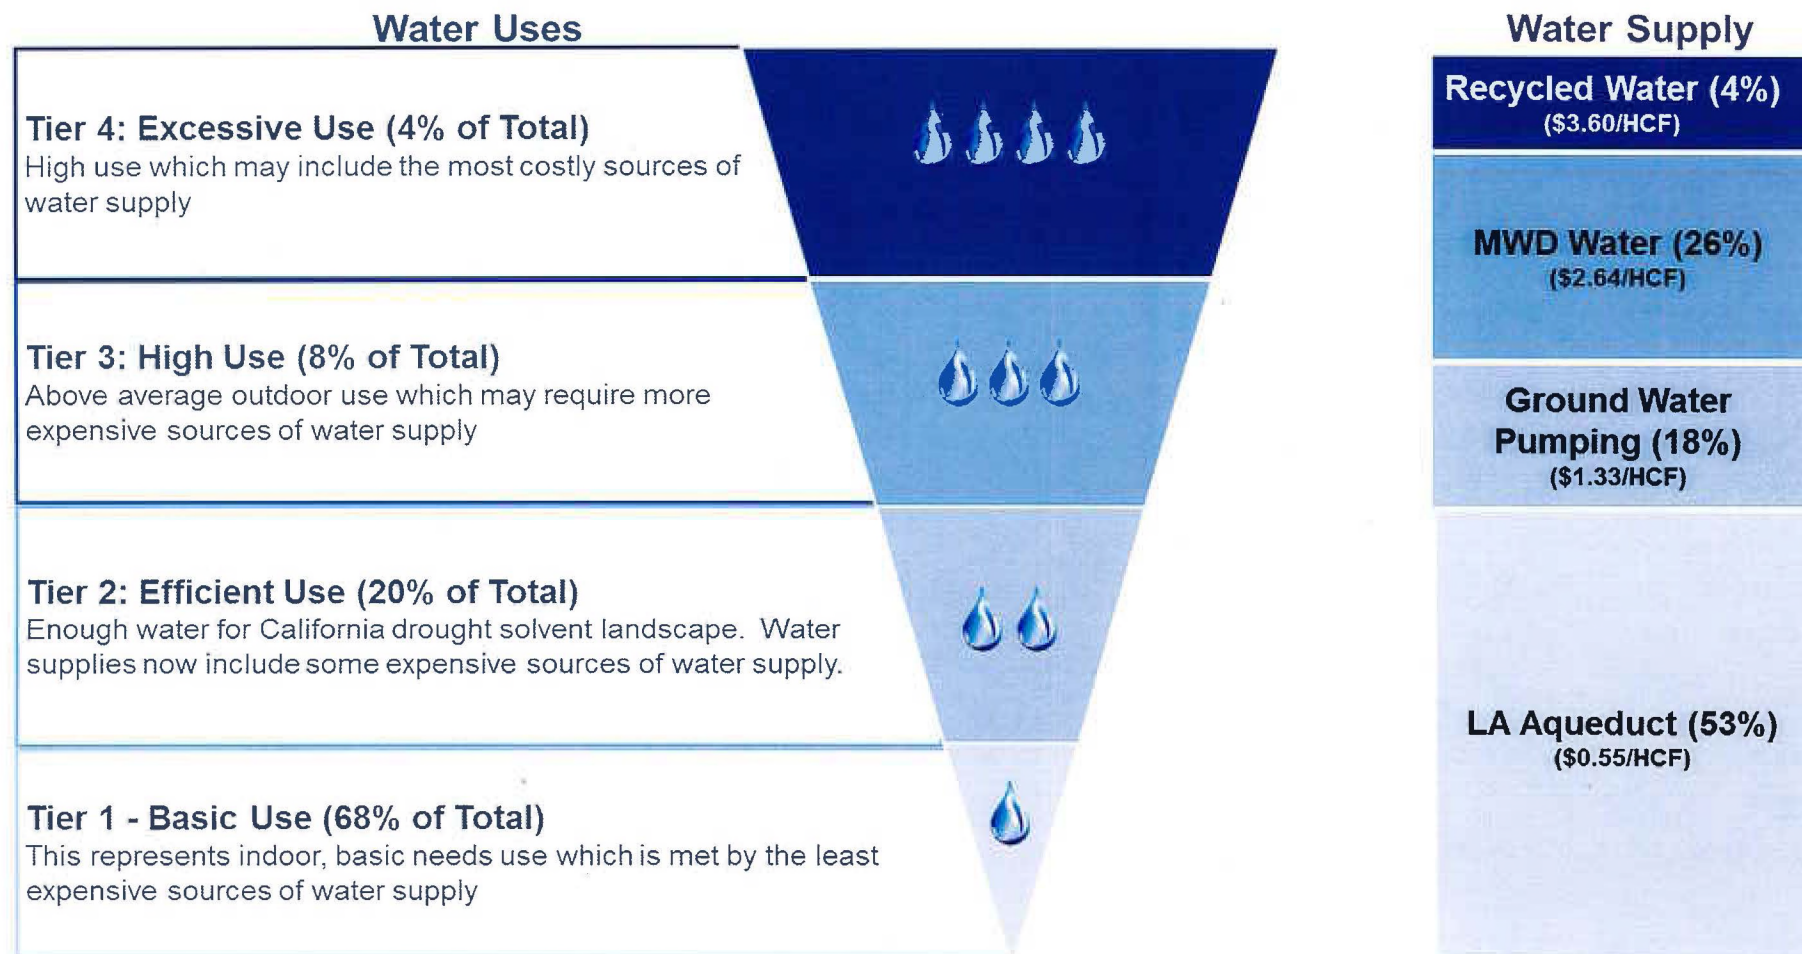 Water Uses
Tier 4: Excessive Use (4% of Total)
High use which may include the most costly sources of
water supply
Tier 3: High Use (8% of Total)
Above average outdoor use which may require more
expensive sources of water supply
Tier 2: Efficient Use (20% of Total)
Enough water for California drought solvent landscape. Water
supplies now include some expensive sources of water supply.
Tier 1 - Basic Use (68% of Total)
This represents indoor, basic needs use which is met by the least
expensive sources of water supply
Water Supply
Recycled Water (4%)
($3.60/HCF)
MWD Water (26%)
($2.64/HCF)
Ground Water
Pumping (18%)
($1.33/HCF)
LA Aqueduct (53%)
($0.55/HCF)